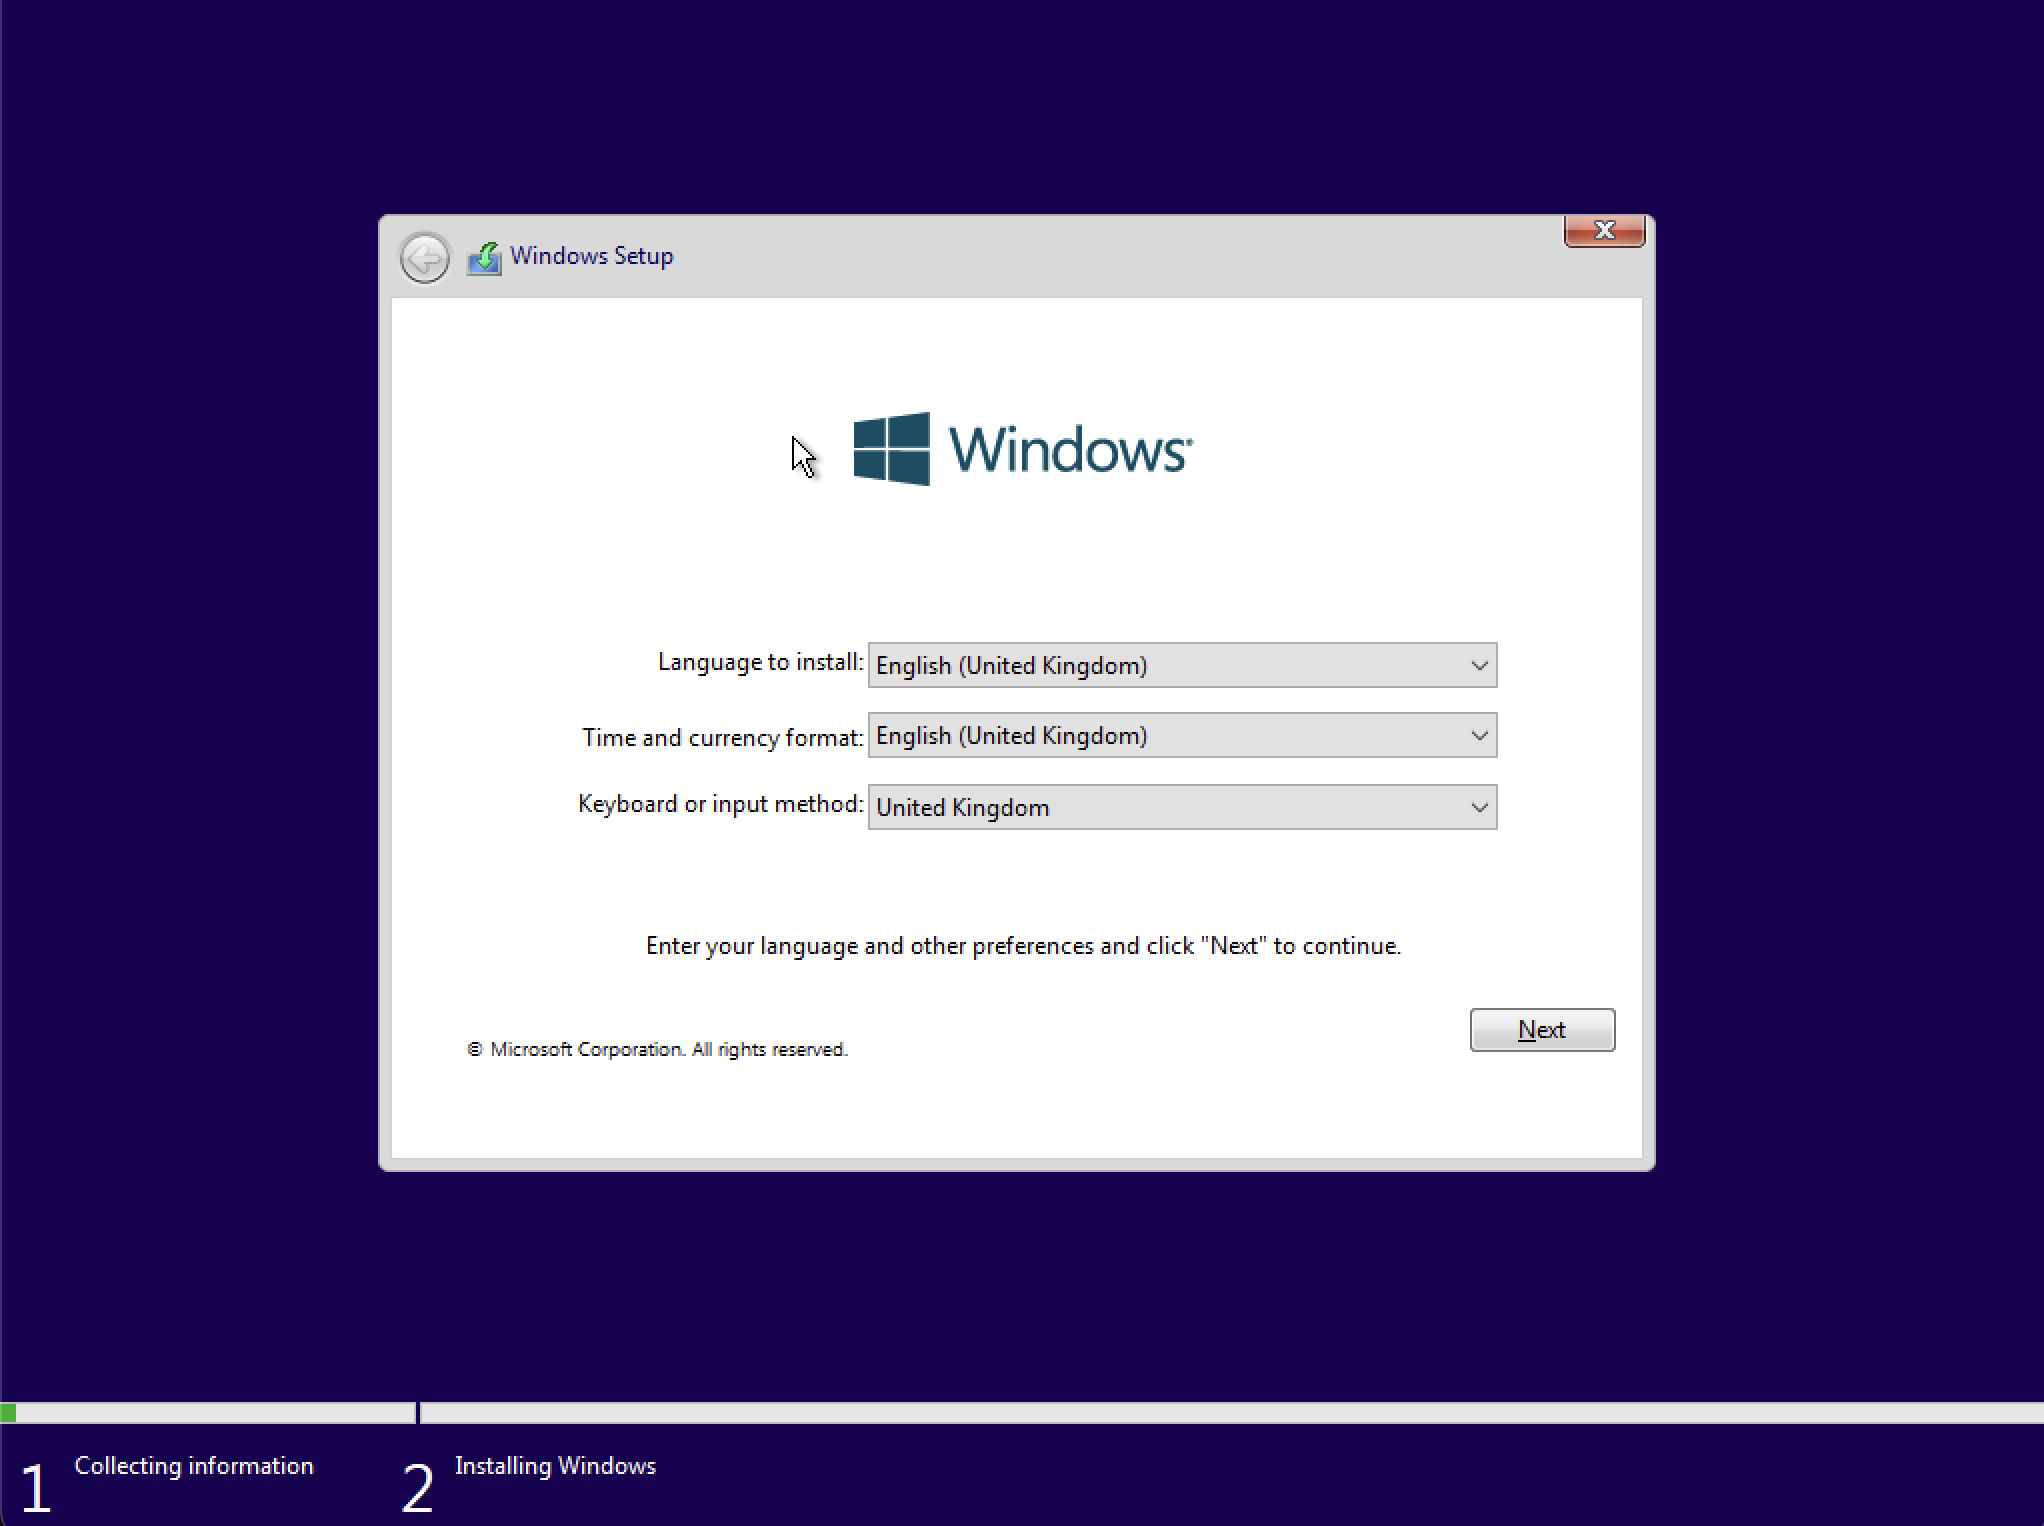 Windows Setup
Windows
Language to install: English (United Kingdom)
Time and currency format: English (United Kingdom)
Keyboard or input method: United Kingdom
Enter your language and other preferences and click "Next" to continue.
Next
© Microsoft Corporation. All rights reserved.
1 Collecting information 2 Installing Windows